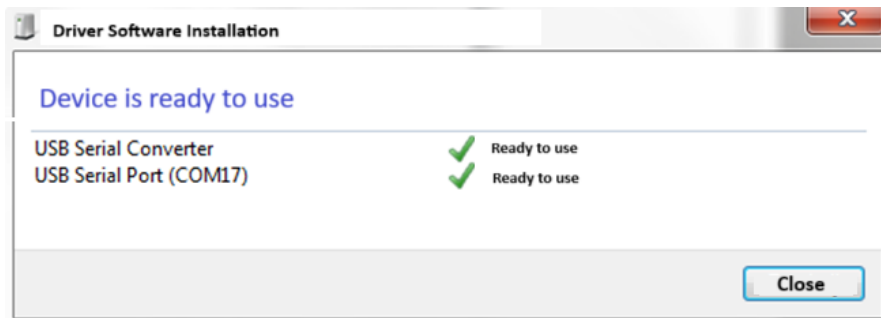 Driver Software Installation
Device is ready to use
USB Serial Converter Ready to use
USB Serial Port (COM17) Ready to use
Close